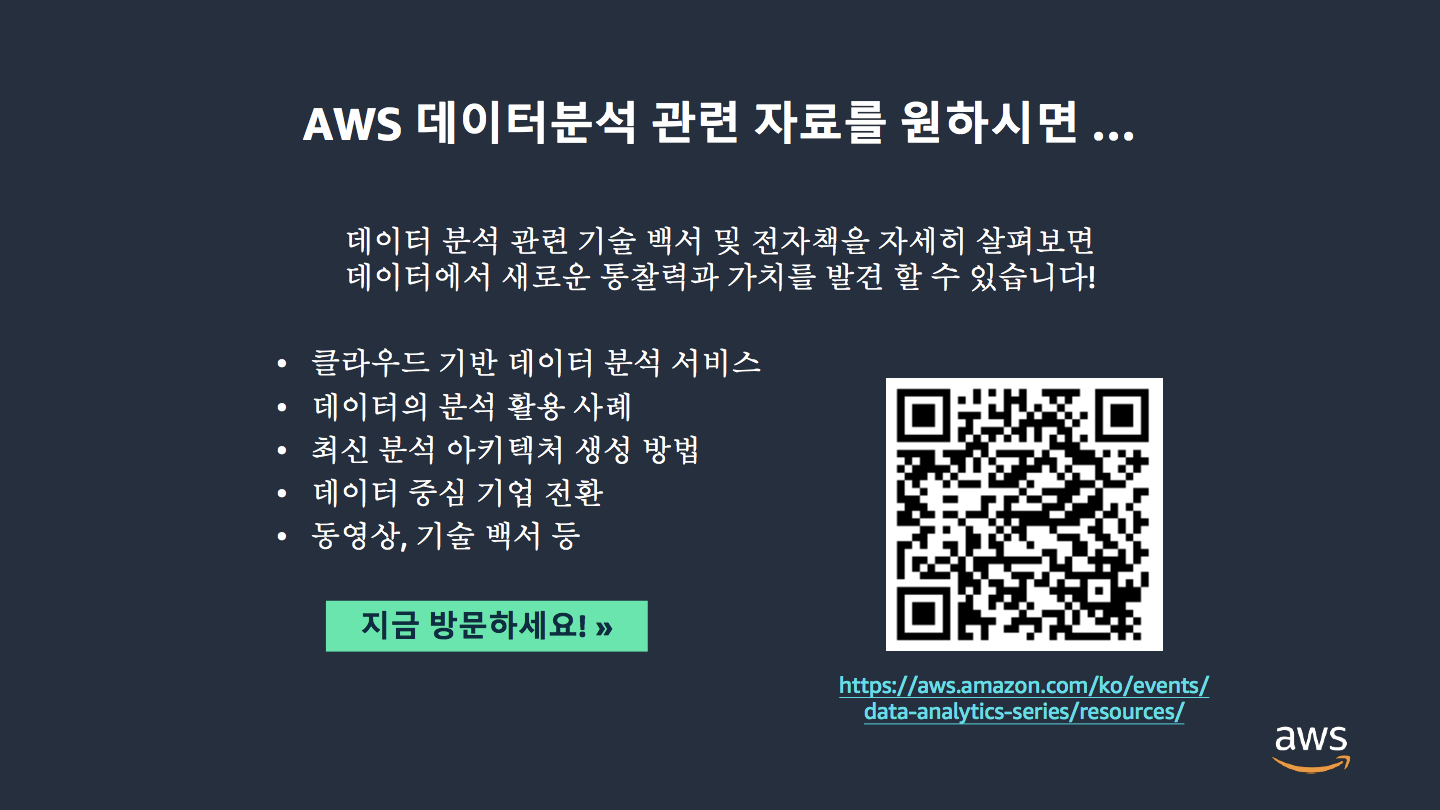 AWS 데이터분석 관련 자료를 원하시면 ...
데이터 분석 관련 기술 백서 및 전자책을 자세히 살펴보면
데이터에서 새로운 통찰력과 가치를 발견 할 수 있습니다!
• 클라우드 기반 데이터 분석 서비스
• 데이터의 분석 활용 사례
• 최신 분석 아키텍처 생성 방법
• 데이터 중심 기업 전환
• 동영상, 기술 백서 등
지금 방문하세요! »
https://aws.amazon.com/ko/events/
data-analytics-series/resources/
aws